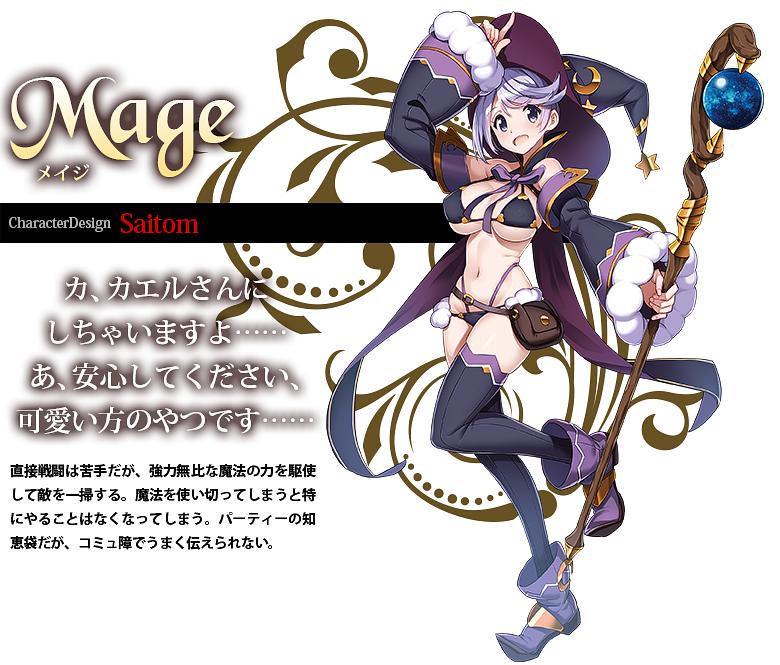 Mage
メイジ
CharacterDesign Saitom
カ、カエルさんに
しちゃいますよ……
あ、安心してください、
可愛い方のやつです……
直接戦闘は苦手だが、強力無比な魔法の力を駆使
して敵を一掃する。魔法を使い切ってしまうと特
にやることはなくなってしまう。パーティーの知
恵袋だが、コミュ障でうまく伝えられない。